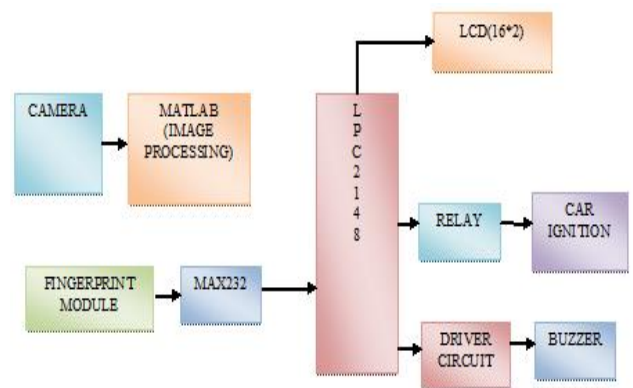 LCD(16*2)
CAMERA
MATLAB
(IMAGE
PROCESSING)
L
P
C
2
1
4
8
RELAY
CAR
IGNITION
FINGERPRINT
MODULE
MAX232
DRIVER
CIRCUIT
BUZZER